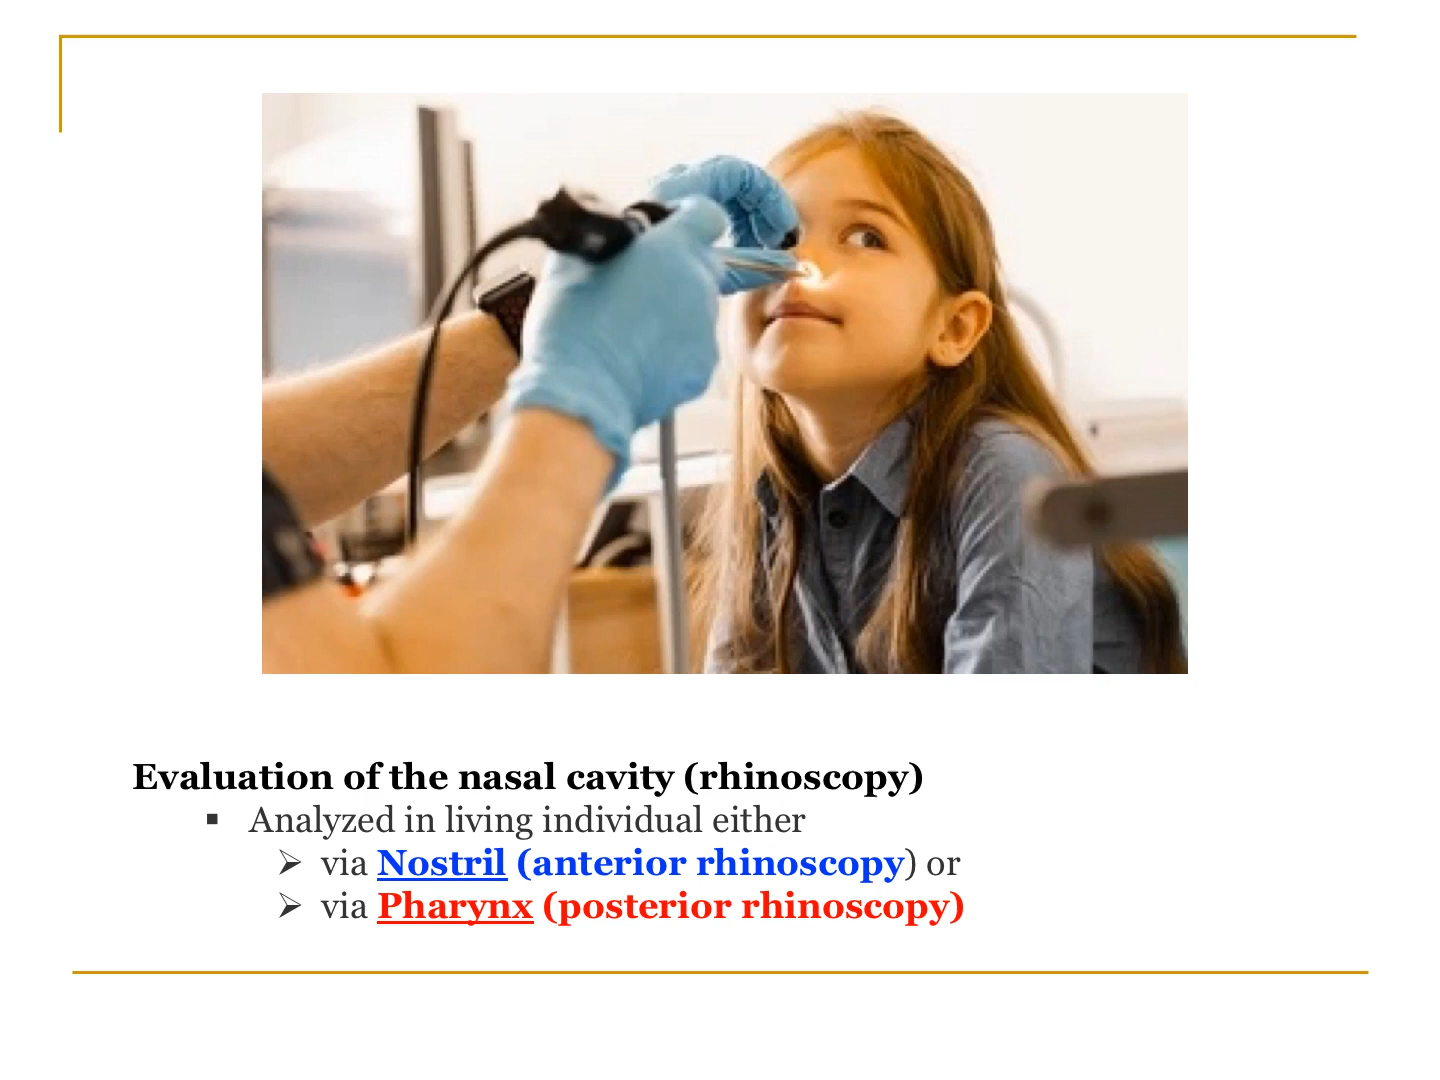 Evaluation of the nasal cavity (rhinoscopy)
▪ Analyzed in living individual either
➢ via Nostril (anterior rhinoscopy) or
➢ via Pharynx (posterior rhinoscopy)